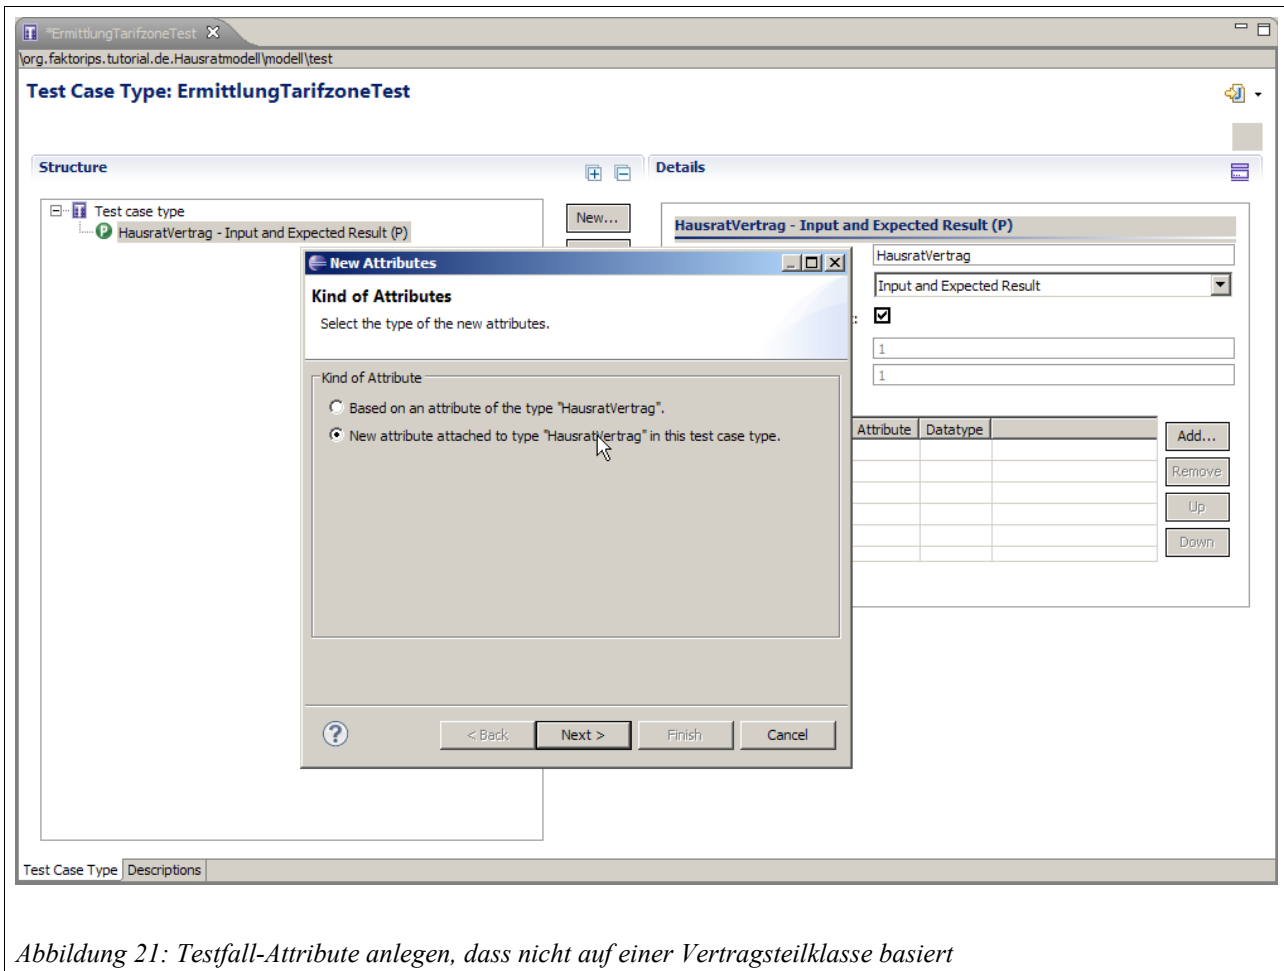 *ErmittlungTarifzoneTest
\org.faktorips.tutorial.de.Hausratmodell\modell\test
Test Case Type: ErmittlungTarifzoneTest
Structure
Details
Test case type
HausratVertrag - Input and Expected Result (P)
New...
HausratVertrag - Input and Expected Result (P)
HausratVertrag
Input and Expected Result
:
1
1
New Attributes
Kind of Attributes
Select the type of the new attributes.
Kind of Attribute
Based on an attribute of the type "HausratVertrag".
New attribute attached to type "HausratVertrag" in this test case type.
Attribute Datatype
Add...
Remove
Up
Down
? < Back Next > Finish Cancel
Test Case Type Descriptions
Abbildung 21: Testfall-Attribute anlegen, dass nicht auf einer Vertragsteilklasse basiert